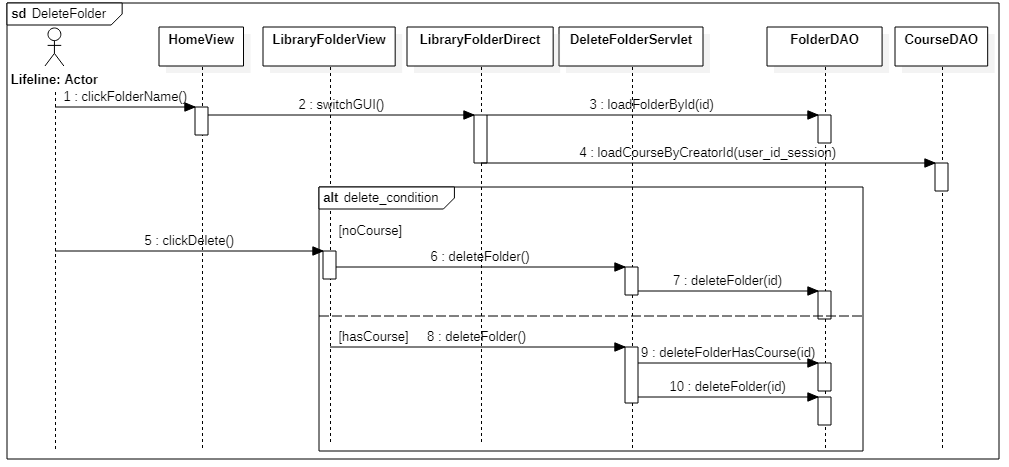 sd DeleteFolder
HomeView
LibraryFolderView
LibraryFolderDirect
DeleteFolderServlet
FolderDAO
CourseDAO
Lifeline: Actor
1 : clickFolderName()
2 : switchGUI()
3 : loadFolderById(id)
4 : loadCourseByCreatorId(user_id_session)
alt delete_condition
[noCourse]
5 : clickDelete()
6 : deleteFolder()
7 : deleteFolder(id)
[hasCourse]
8 : deleteFolder()
9 : deleteFolderHasCourse(id)
10 : deleteFolder(id)